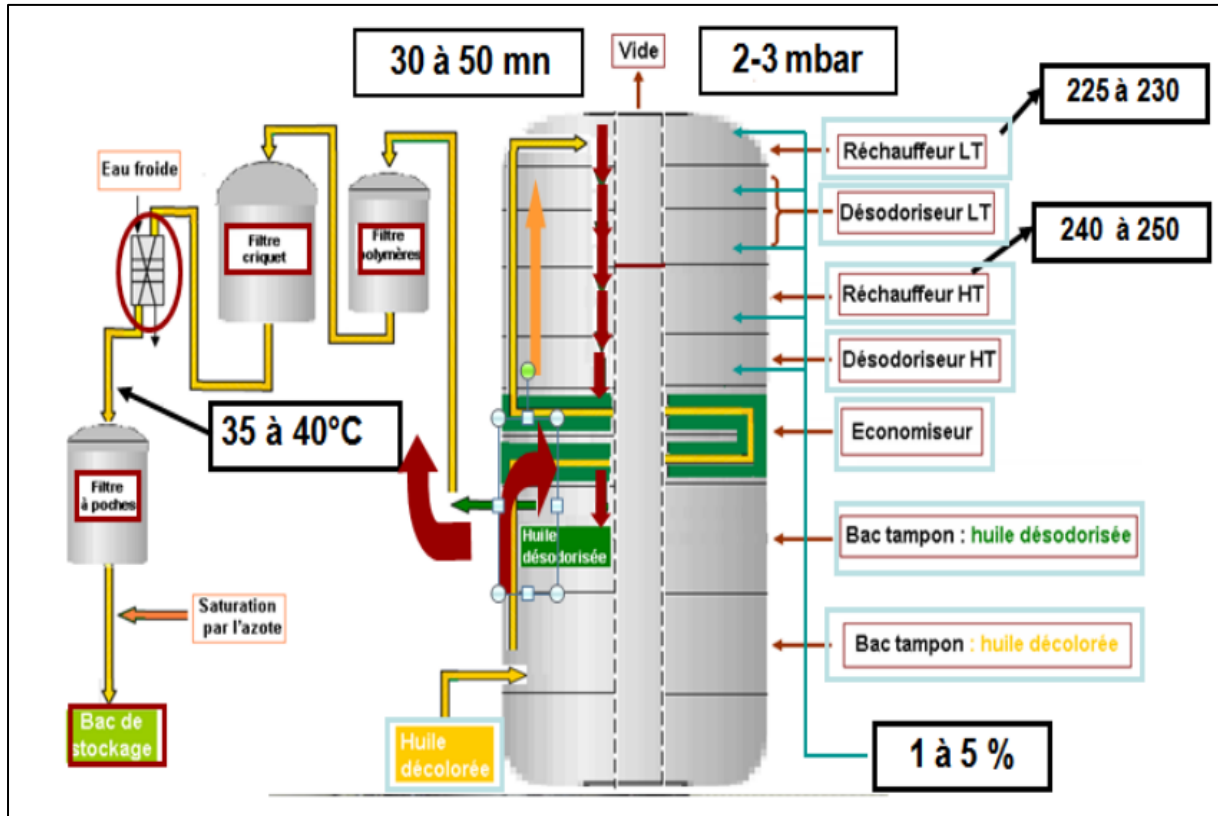 30 à 50 mn
Vide
2-3 mbar
225 à 230
Eau froide
Réchauffeur LT
Filtre
criquet
Filtre
polymères
Désodoriseur LT
240 à 250
Réchauffeur HT
Désodoriseur HT
35 à 40°C
Economiseur
Filtre
à poches
Huile
désodorisée
Bac tampon : huile désodorisée
Saturation
par l'azote
Bac tampon : huile décolorée
Bac de
stockage
Huile
décolorée
1 à 5 %